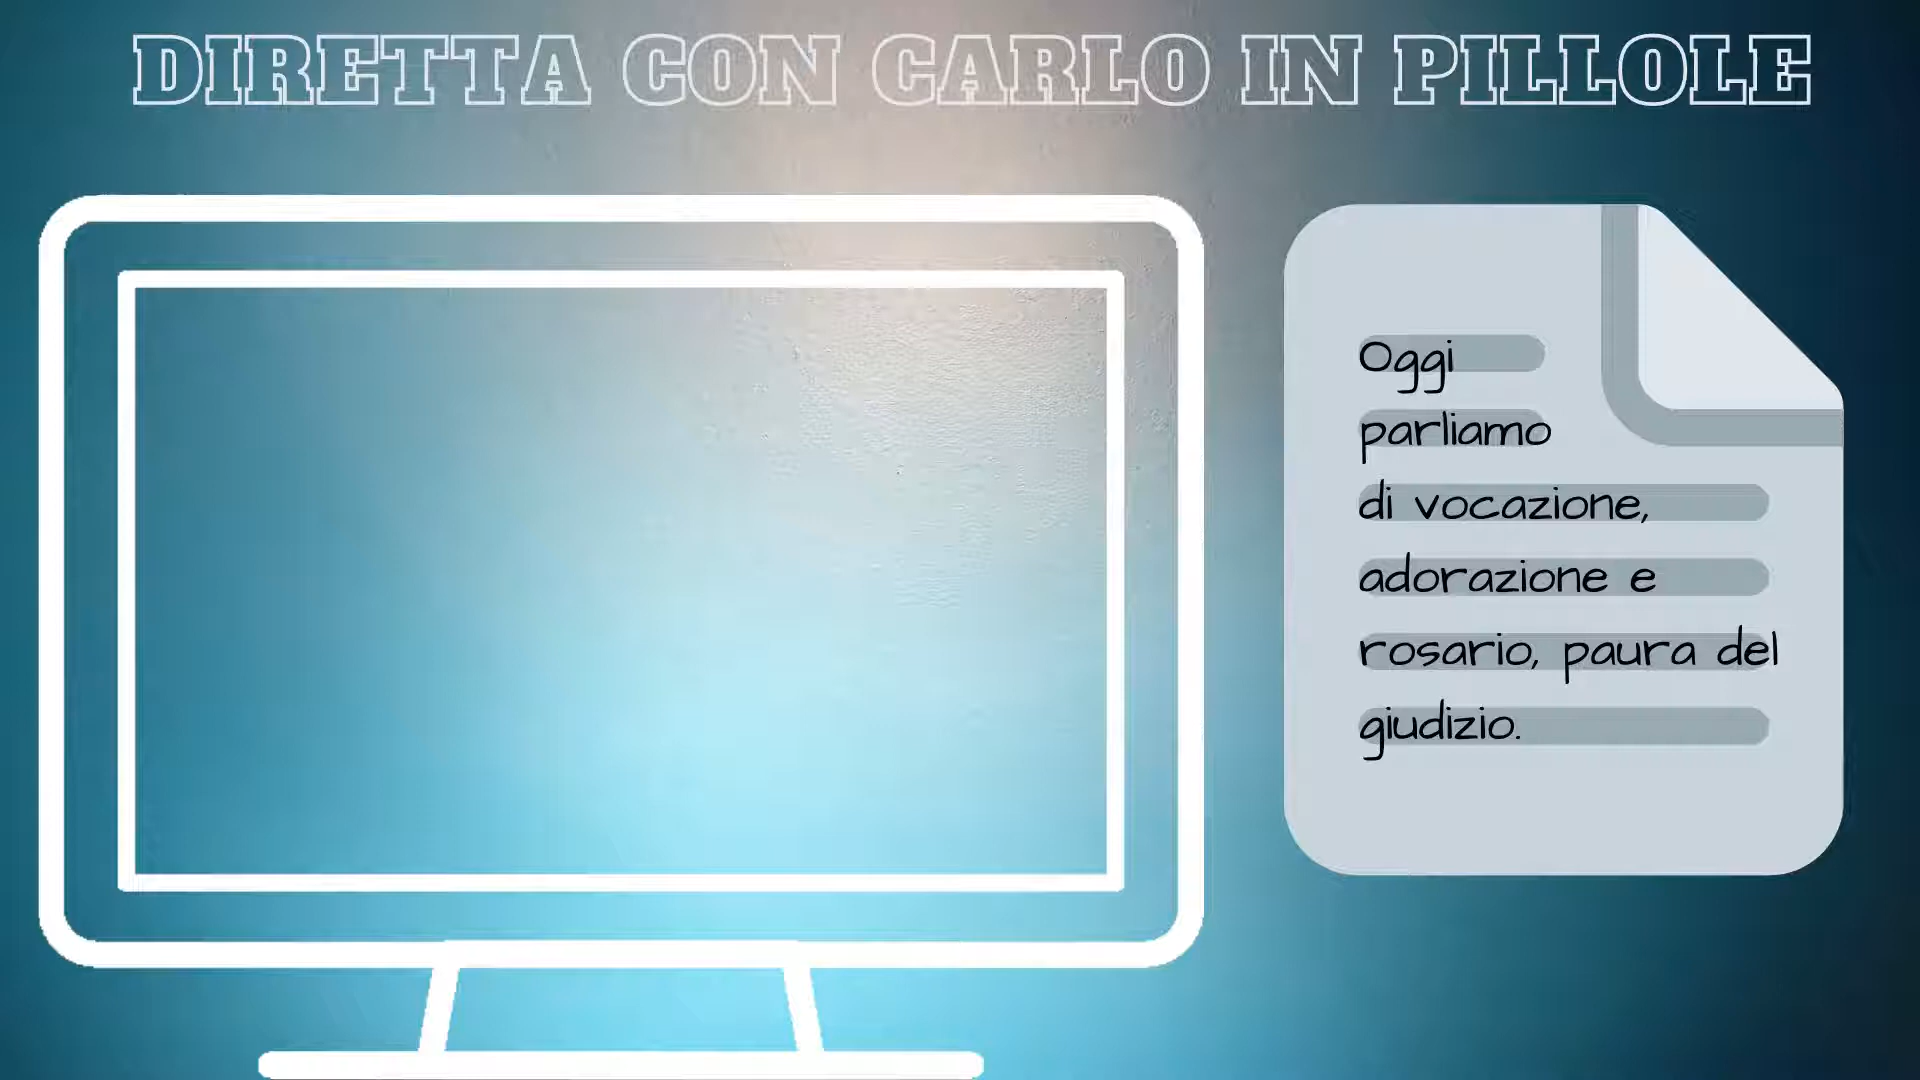 DIRETTA CON CARLO IN PILLOLE
Oggi
parliamo
di vocazione,
adorazione e
rosario, paura del
giudizio.